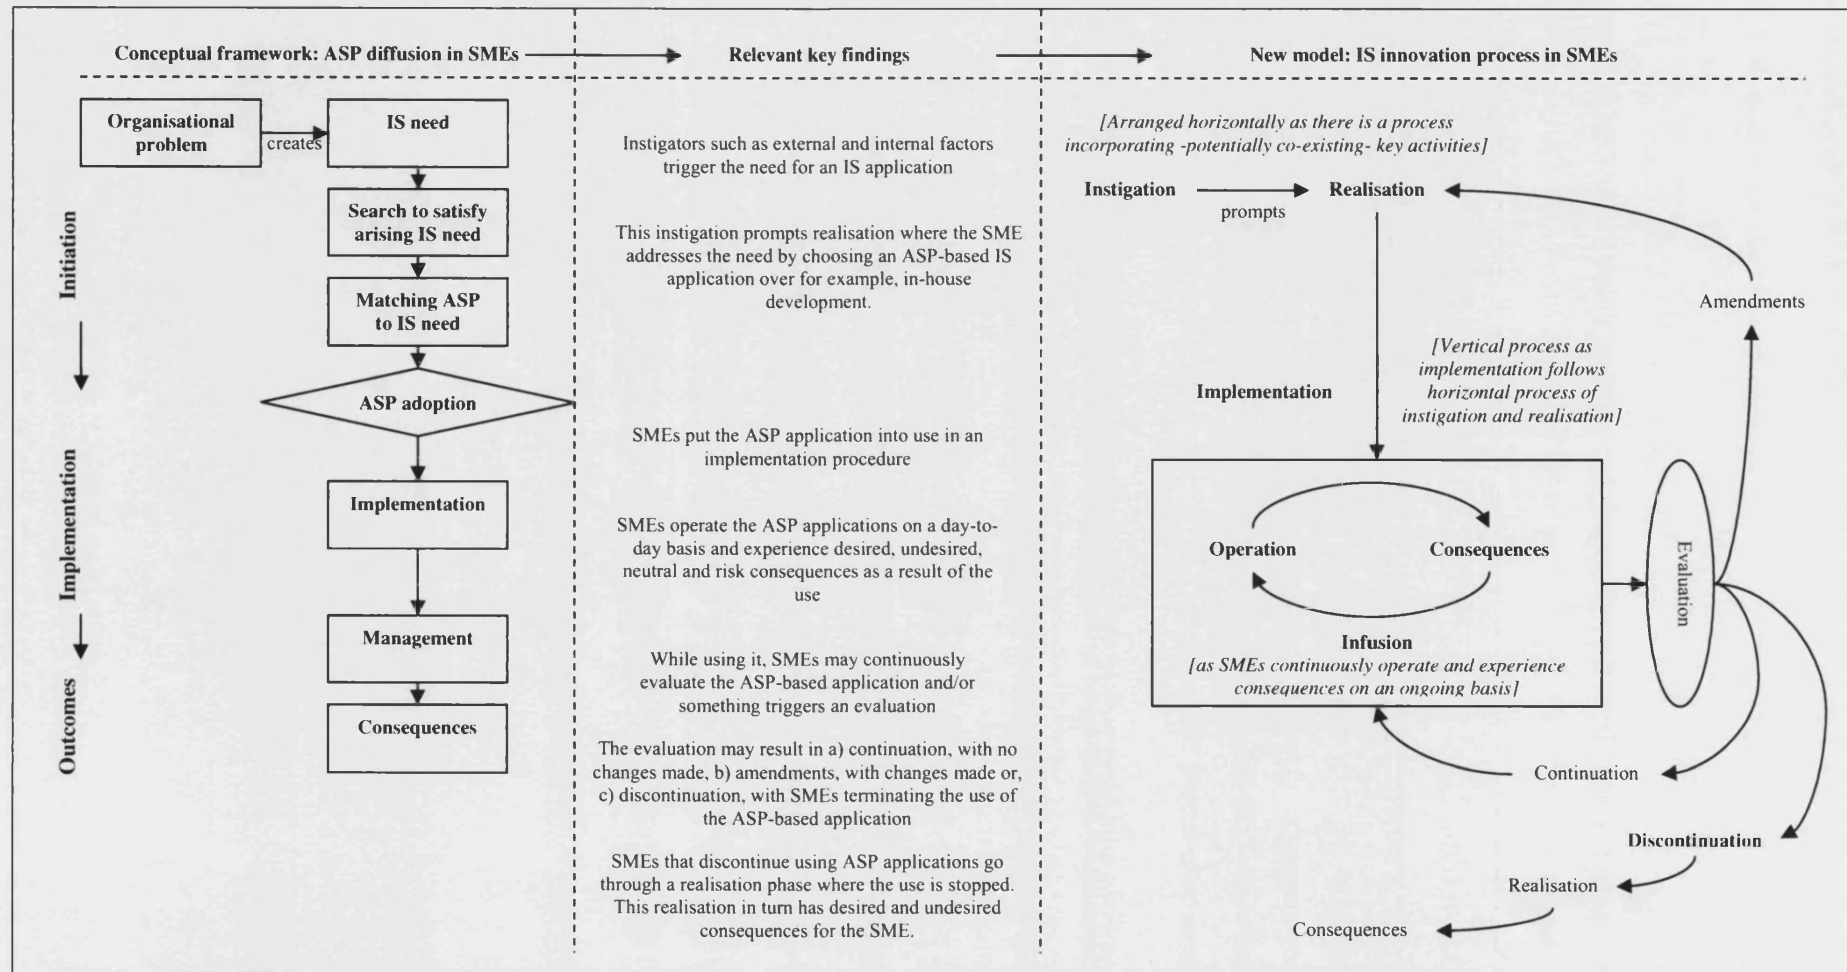 Conceptual framework: ASP diffusion in SMEs
Relevant key findings
New model: IS innovation process in SMEs
Organisational
problem
creates
IS need
Search to satisfy
arising IS need
Matching ASP
to IS need
ASP adoption
Implementation
Management
Consequences
Initiation
Implementation
Outcomes
Instigators such as external and internal factors
trigger the need for an IS application
This instigation prompts realisation where the SME
addresses the need by choosing an ASP-based IS
application over for example, in-house
development.
SMEs put the ASP application into use in an
implementation procedure
SMEs operate the ASP applications on a day-to-
day basis and experience desired, undesired,
neutral and risk consequences as a result of the
use
While using it, SMEs may continuously
evaluate the ASP-based application and/or
something triggers an evaluation
The evaluation may result in a) continuation, with no
changes made, b) amendments, with changes made or,
c) discontinuation, with SMEs terminating the use of
the ASP-based application
SMEs that discontinue using ASP applications go
through a realisation phase where the use is stopped.
This realisation in turn has desired and undesired
consequences for the SME.
[Arranged horizontally as there is a process
incorporating -potentially co-existing- key activities]
Instigation
prompts
Realisation
Amendments
[Vertical process as
implementation follows
horizontal process of
instigation and realisation]
Implementation
Operation
Consequences
Infusion
[as SMEs continuously operate and experience
consequences on an ongoing basis]
Evaluation
Continuation
Discontinuation
Realisation
Consequences